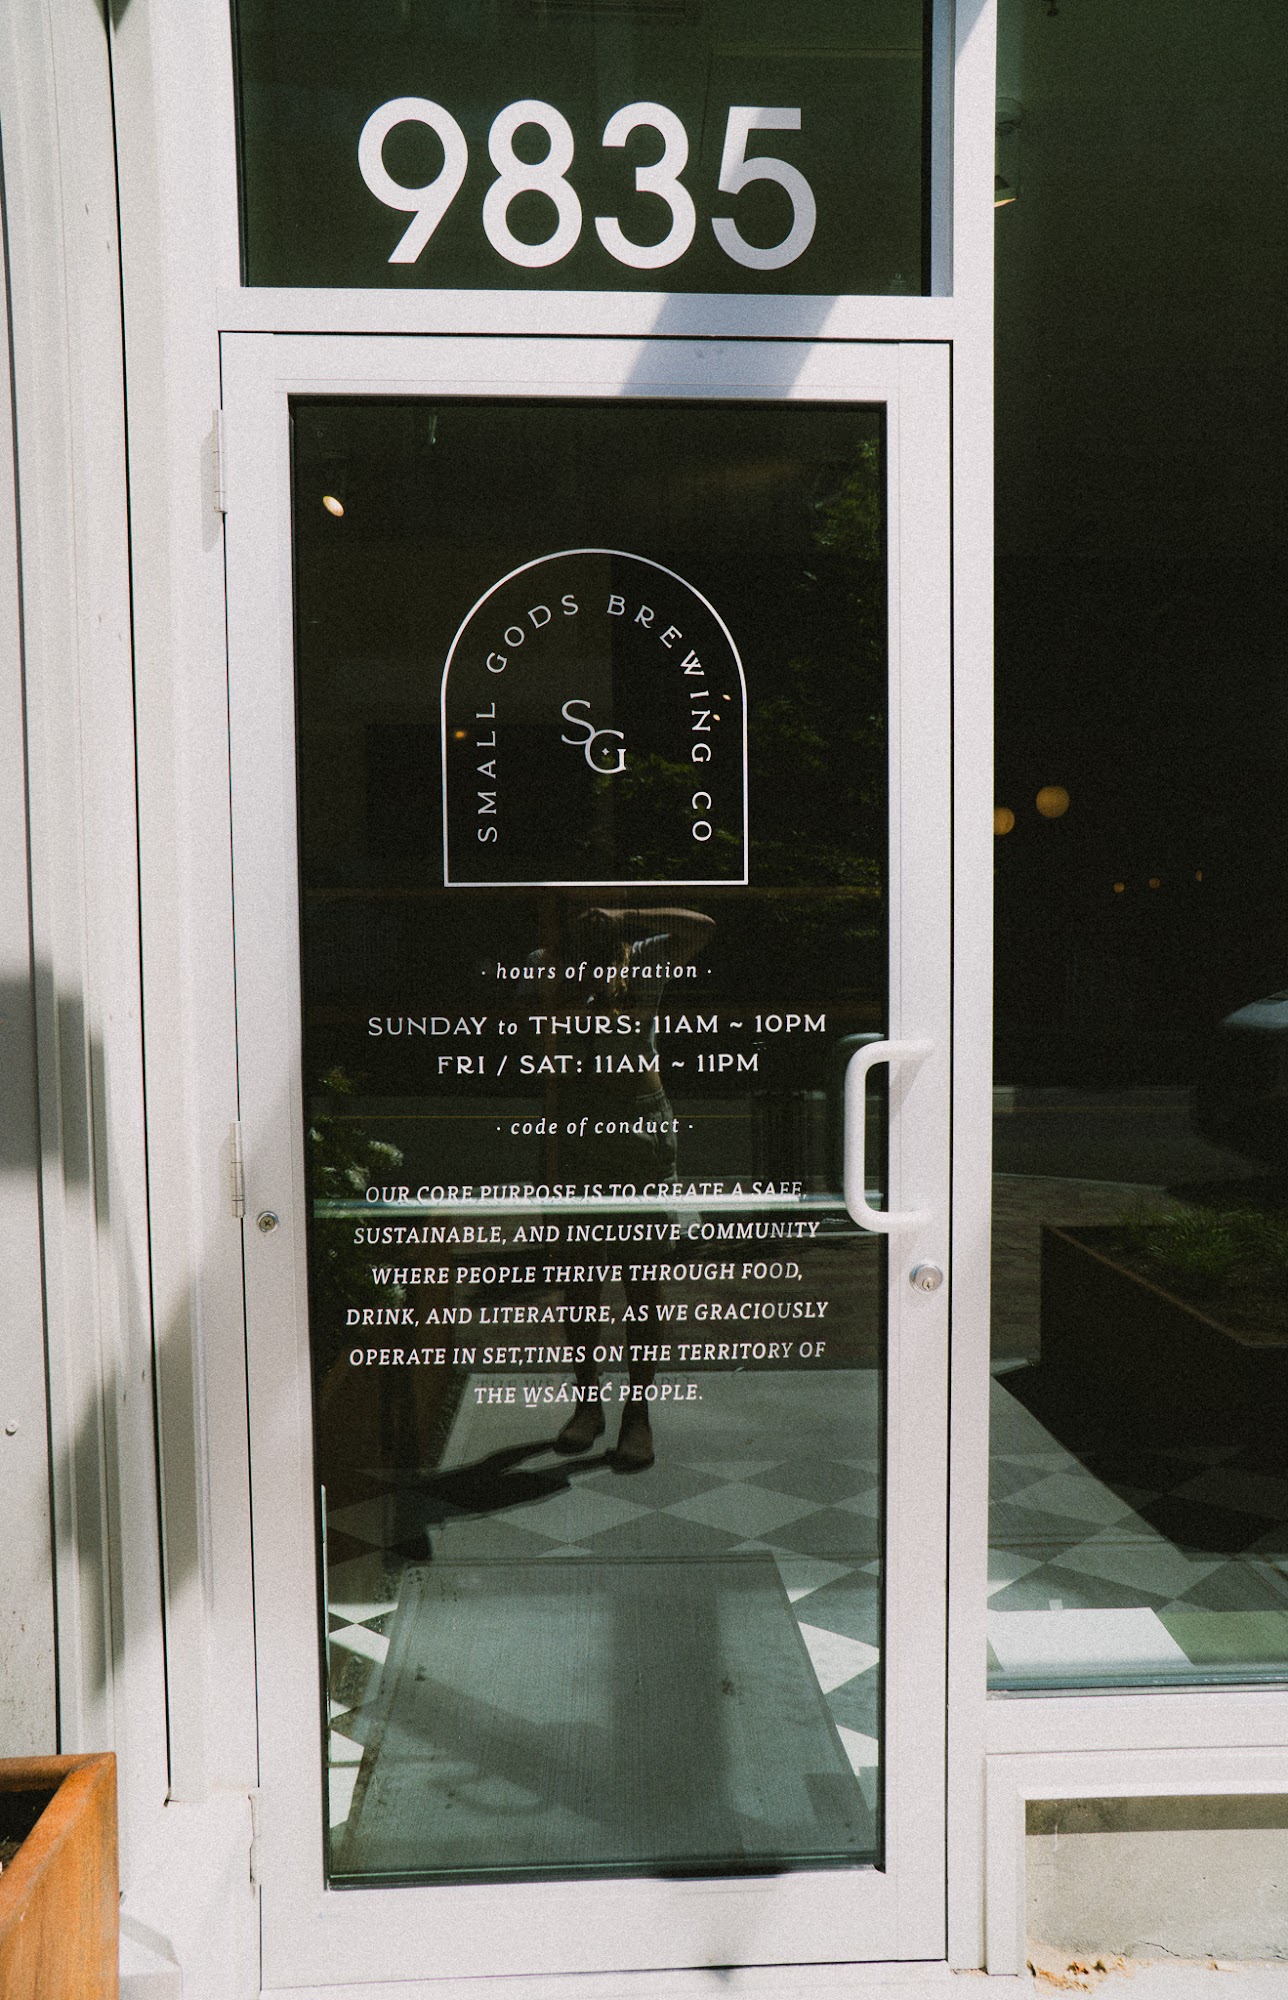 9835
SMALL GODS BREWING CO
SG
· hours of operation ·
SUNDAY to THURS: 11AM ~ 10PM
FRI / SAT: 11AM ~ 11PM
· code of conduct ·
OUR CORE PURPOSE IS TO CREATE A SAFE,
SUSTAINABLE, AND INCLUSIVE COMMUNITY
WHERE PEOPLE THRIVE THROUGH FOOD,
DRINK, AND LITERATURE, AS WE GRACIOUSLY
OPERATE IN SET,TINES ON THE TERRITORY OF
THE W̱SÁNEĆ PEOPLE.